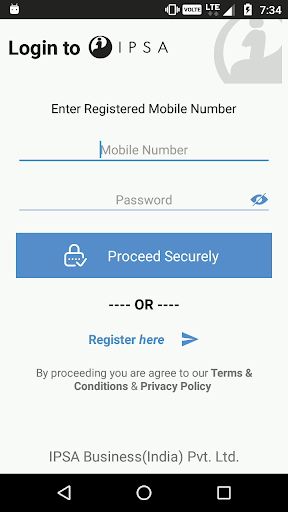 VOLTE LTE 7:34
Login to IPSA
Enter Registered Mobile Number
Mobile Number
Password
Proceed Securely
---- OR ----
Register here
By proceeding you are agree to our Terms &
Conditions & Privacy Policy
IPSA Business(India) Pvt. Ltd.